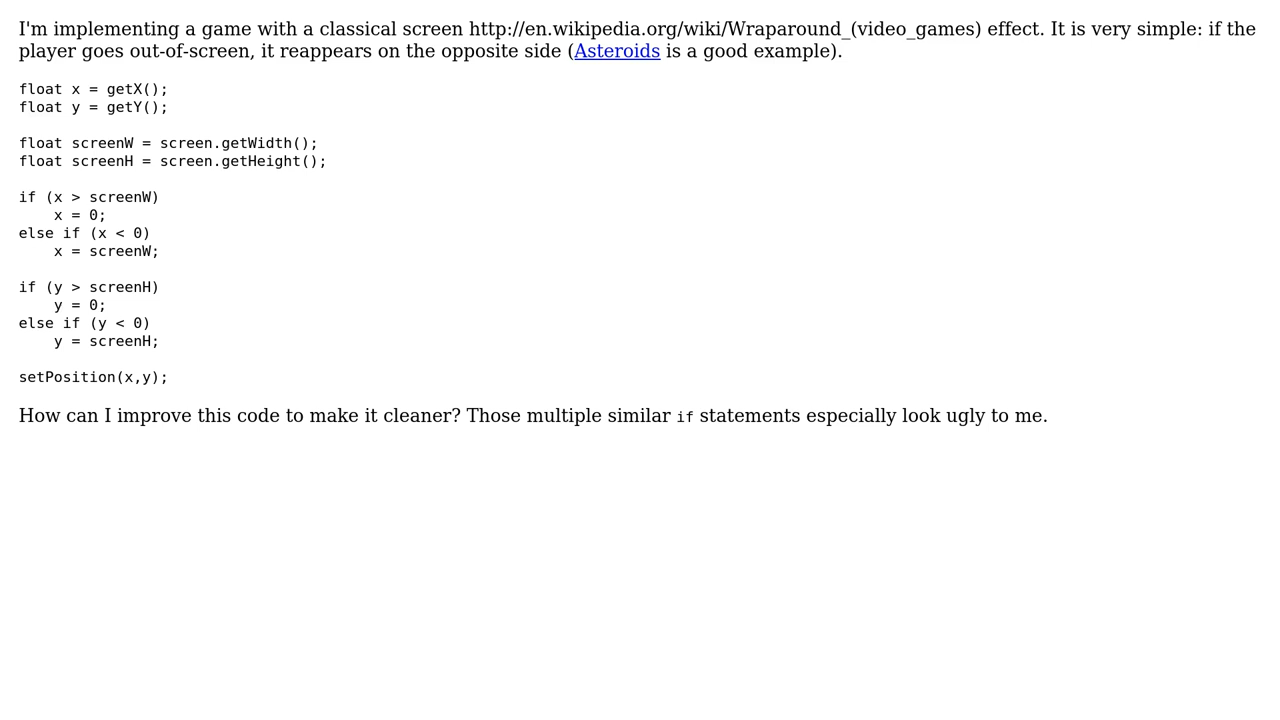 I'm implementing a game with a classical screen http://en.wikipedia.org/wiki/Wraparound_(video_games) effect. It is very simple: if the
player goes out-of-screen, it reappears on the opposite side (Asteroids is a good example).
float x = getX();
float y = getY();
float screenW = screen.getWidth();
float screenH = screen.getHeight();
if (x > screenW)
    x = 0;
else if (x < 0)
    x = screenW;
if (y > screenH)
    y = 0;
else if (y < 0)
    y = screenH;
setPosition(x,y);
How can I improve this code to make it cleaner? Those multiple similar if statements especially look ugly to me.